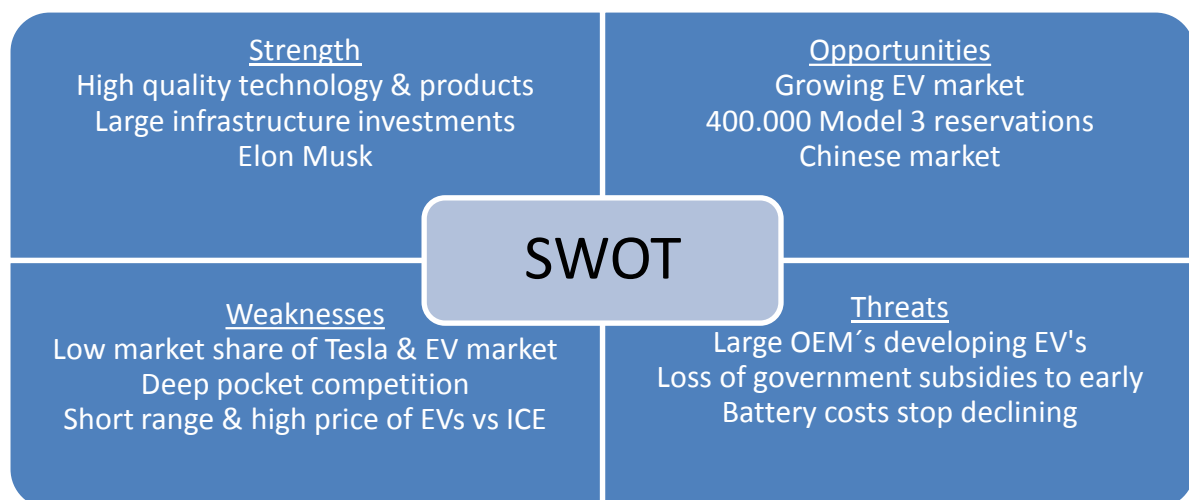 Strength
High quality technology & products
Large infrastructure investments
Elon Musk
Opportunities
Growing EV market
400.000 Model 3 reservations
Chinese market
SWOT
Weaknesses
Low market share of Tesla & EV market
Deep pocket competition
Short range & high price of EVs vs ICE
Threats
Large OEM´s developing EV's
Loss of government subsidies to early
Battery costs stop declining